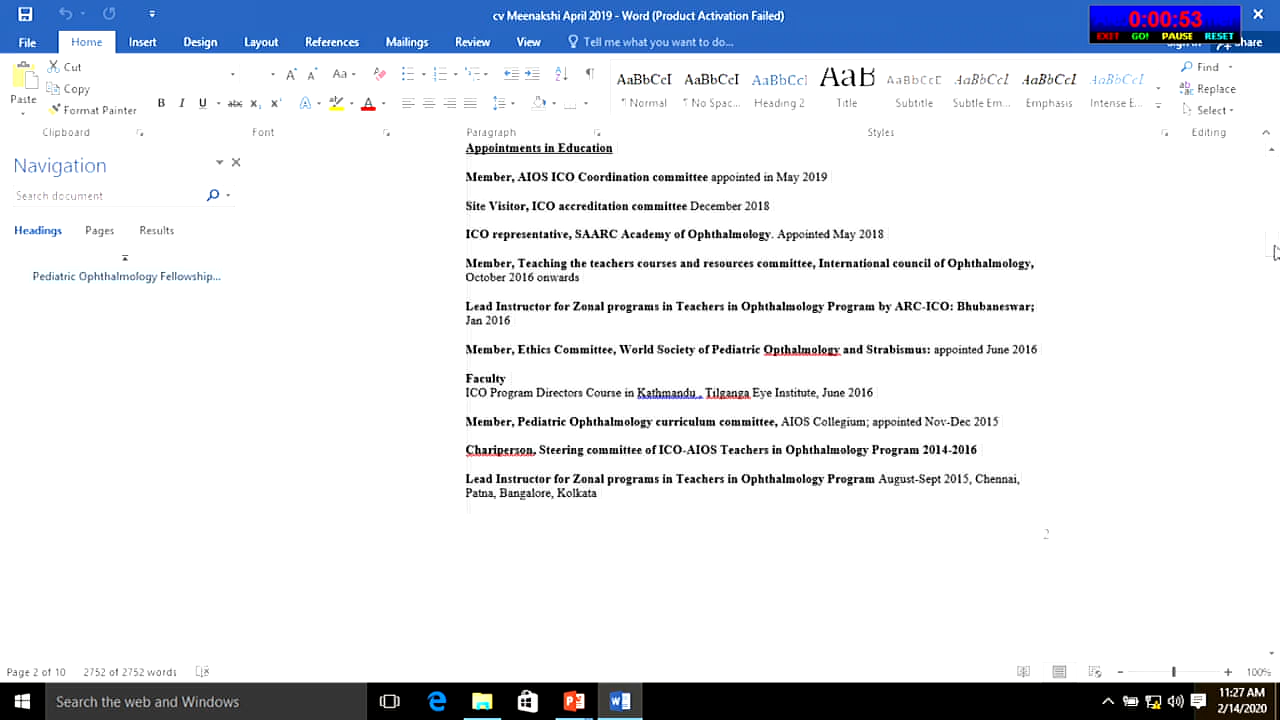 cv Meenakshi April 2019 - Word (Product Activation Failed)
0:00:53
EXIT GO! PAUSE RESET
File Home Insert Design Layout References Mailings Review View Tell me what you want to do...
Cut
Copy
Format Painter
Paste
Clipboard Font Paragraph Styles Editing
AaBbCcI AaBbCcI AaBbCcI AaB AaBbCcD AaBbCcI AaBbCcI AaBbCcI
¶ Normal ¶ No Spac... Heading 2 Title Subtitle Subtle Em... Emphasis Intense E...
Find
Replace
Select
Navigation
Search document
Headings Pages Results
Pediatric Ophthalmology Fellowship...
Appointments in Education
Member, AIOS ICO Coordination committee appointed in May 2019
Site Visitor, ICO accreditation committee December 2018
ICO representative, SAARC Academy of Ophthalmology. Appointed May 2018
Member, Teaching the teachers courses and resources committee, International council of Ophthalmology,
October 2016 onwards
Lead Instructor for Zonal programs in Teachers in Ophthalmology Program by ARC-ICO: Bhubaneswar;
Jan 2016
Member, Ethics Committee, World Society of Pediatric Opthalmology and Strabismus: appointed June 2016
Faculty
ICO Program Directors Course in Kathmandu , Tilganga Eye Institute, June 2016
Member, Pediatric Ophthalmology curriculum committee, AIOS Collegium; appointed Nov-Dec 2015
Chariperson, Steering committee of ICO-AIOS Teachers in Ophthalmology Program 2014-2016
Lead Instructor for Zonal programs in Teachers in Ophthalmology Program August-Sept 2015, Chennai,
Patna, Bangalore, Kolkata
2
Page 2 of 10 2752 of 2752 words 100%
Search the web and Windows
11:27 AM
2/14/2020